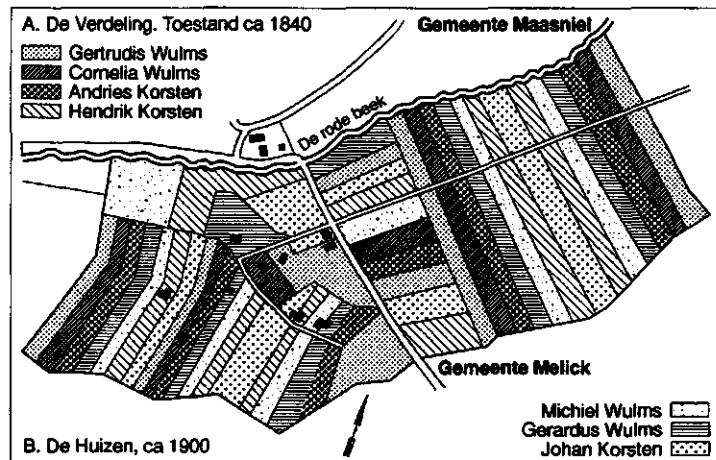 A. De Verdeling. Toestand ca 1840
Gertrudis Wulms
Cornelia Wulms
Andries Korsten
Hendrik Korsten
Gemeente Maasniel
De rode beek
Gemeente Melick
B. De Huizen, ca 1900
Michiel Wulms
Gerardus Wulms
Johan Korsten